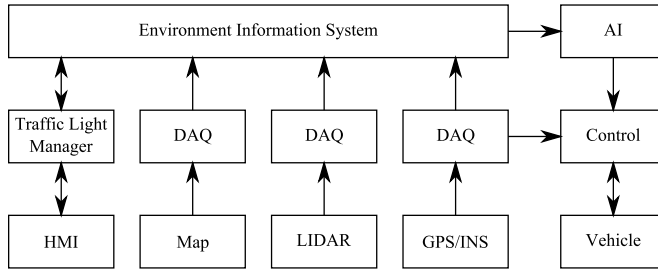 Environment Information System
AI
Traffic Light
Manager
DAQ
DAQ
DAQ
Control
HMI
Map
LIDAR
GPS/INS
Vehicle